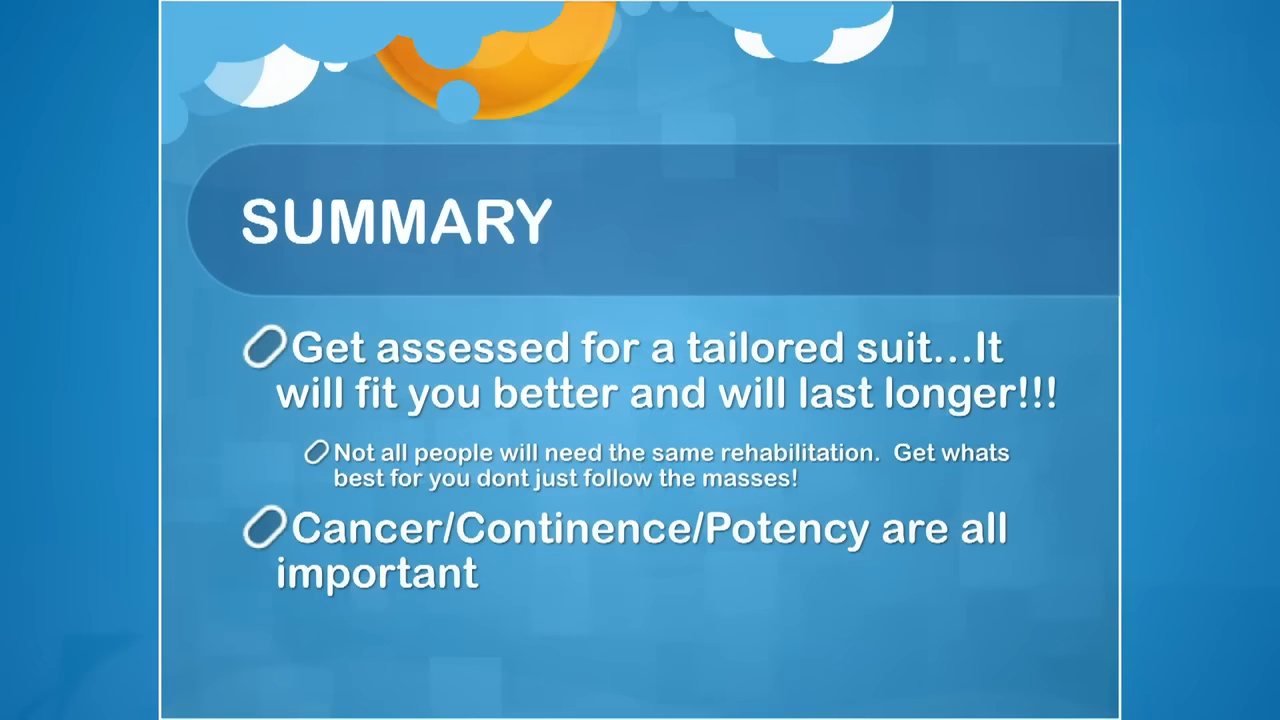 SUMMARY
Get assessed for a tailored suit...It
will fit you better and will last longer!!!
Not all people will need the same rehabilitation.  Get whats
best for you dont just follow the masses!
Cancer/Continence/Potency are all
important